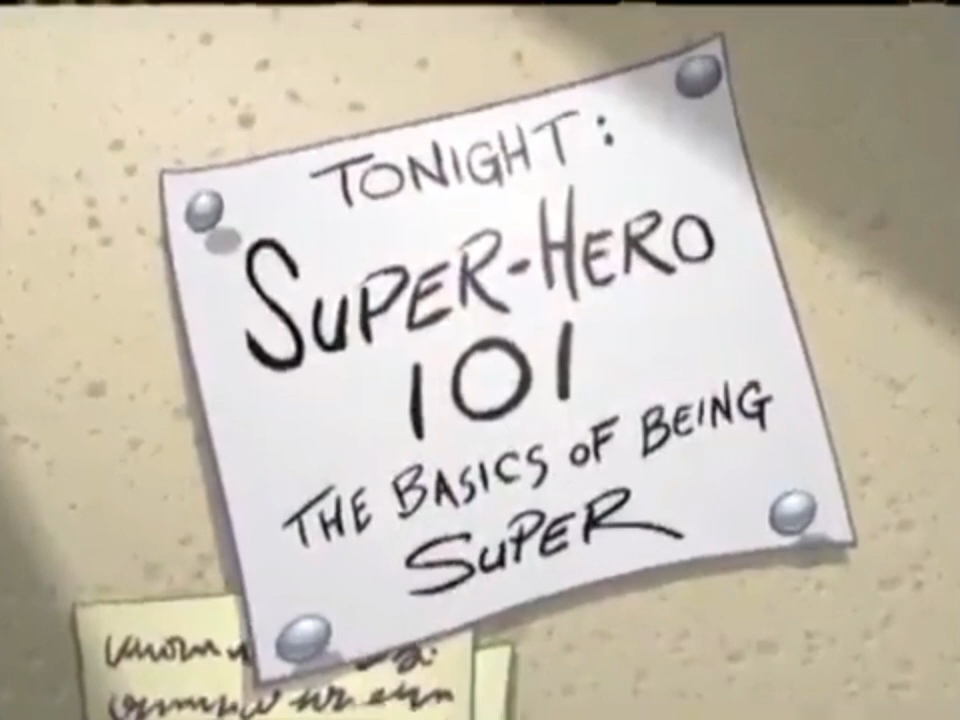 TONIGHT:
SUPER-HERO
101
THE BASICS OF BEING
SUPER